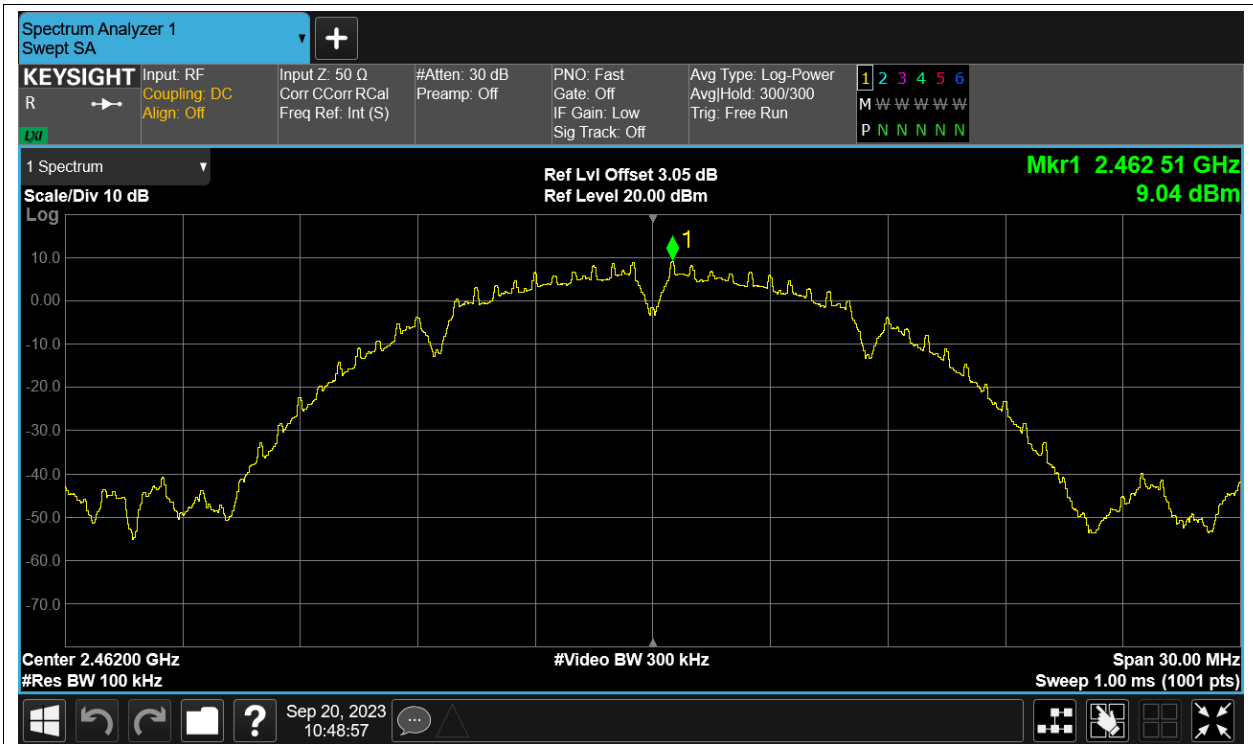 Spectrum Analyzer 1
Swept SA
KEYSIGHT
R
LXI
Input: RF
Coupling: DC
Align: Off
Input Z: 50 Ω
Corr CCorr RCal
Freq Ref: Int (S)
#Atten: 30 dB
Preamp: Off
PNO: Fast
Gate: Off
IF Gain: Low
Sig Track: Off
Avg Type: Log-Power
Avg|Hold: 300/300
Trig: Free Run
1 2 3 4 5 6
M W W W W W
P N N N N N
1 Spectrum
Scale/Div 10 dB
Ref Lvl Offset 3.05 dB
Ref Level 20.00 dBm
Mkr1 2.462 51 GHz
9.04 dBm
Log
1
10.0
0.00
-10.0
-20.0
-30.0
-40.0
-50.0
-60.0
-70.0
Center 2.46200 GHz
#Res BW 100 kHz
#Video BW 300 kHz
Span 30.00 MHz
Sweep 1.00 ms (1001 pts)
?
Sep 20, 2023
10:48:57